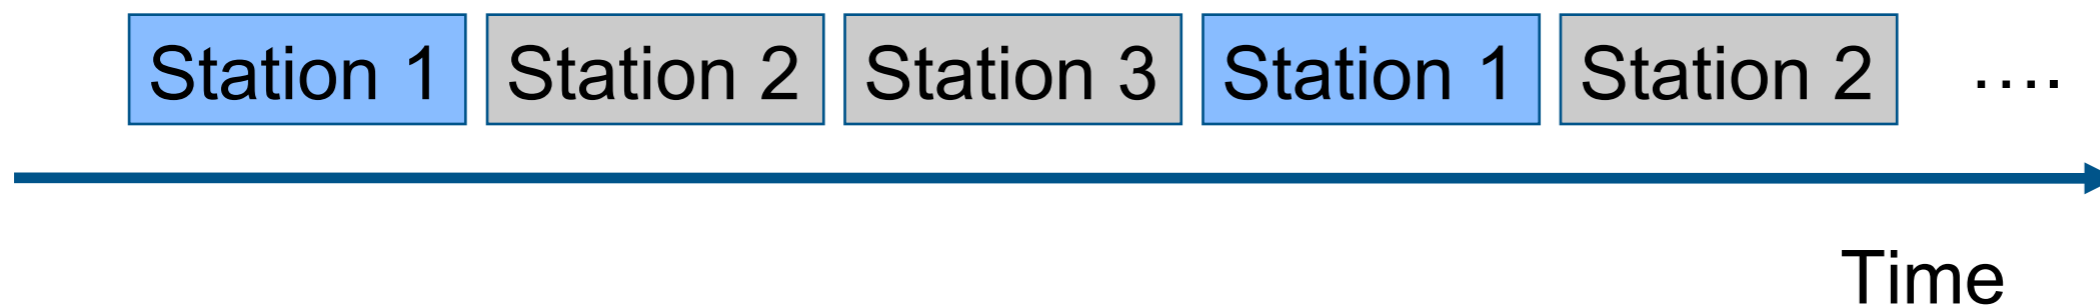 Station 1 Station 2 Station 3 Station 1 Station 2 ....
Time